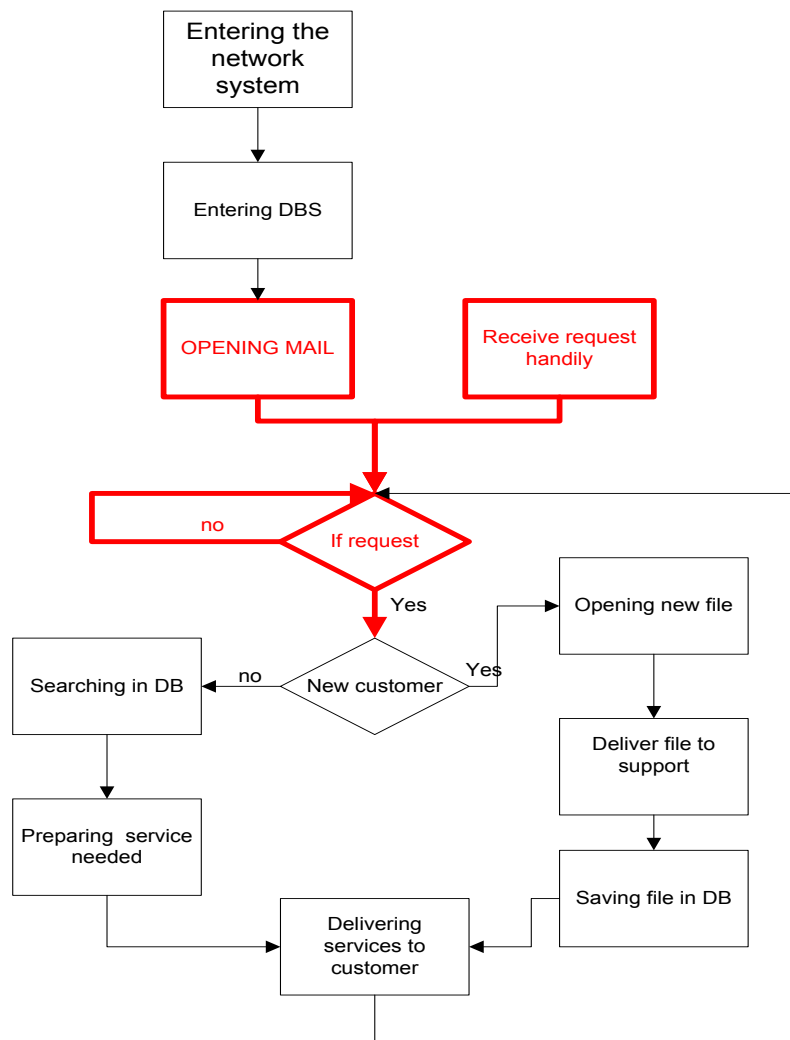 Entering the
network
system
Entering DBS
OPENING MAIL
Receive request
handily
no
If request
Yes
Opening new file
Searching in DB
no
New customer
Yes
Deliver file to
support
Preparing service
needed
Saving file in DB
Delivering
services to
customer